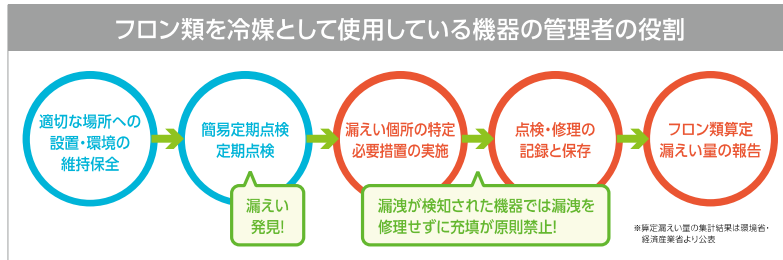 フロン類を冷媒として使用している機器の管理者の役割
適切な場所への
設置・環境の
維持保全
簡易定期点検
定期点検
漏えい個所の特定
必要措置の実施
点検・修理の
記録と保存
フロン類算定
漏えい量の報告
漏えい
発見!
漏洩が検知された機器では漏洩を
修理せずに充填が原則禁止!
※算定漏えい量の集計結果は環境省・
経済産業省より公表